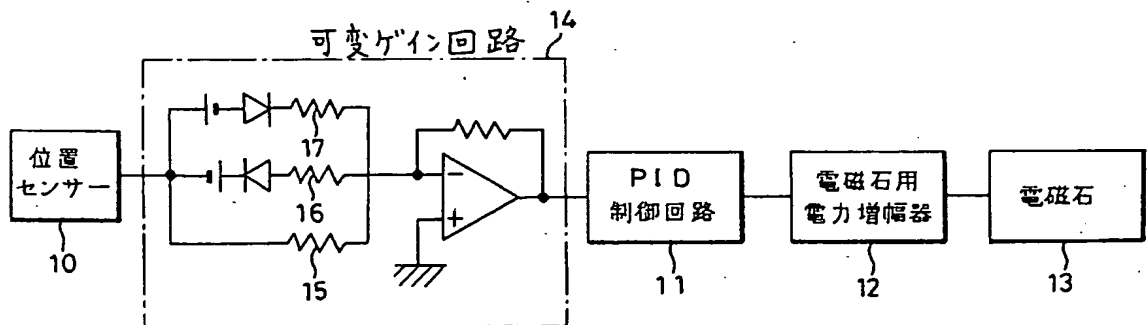 可変ゲイン回路
14
位置
センサー
10
17
16
15
−
+
PID
制御回路
11
電磁石用
電力増幅器
12
電磁石
13